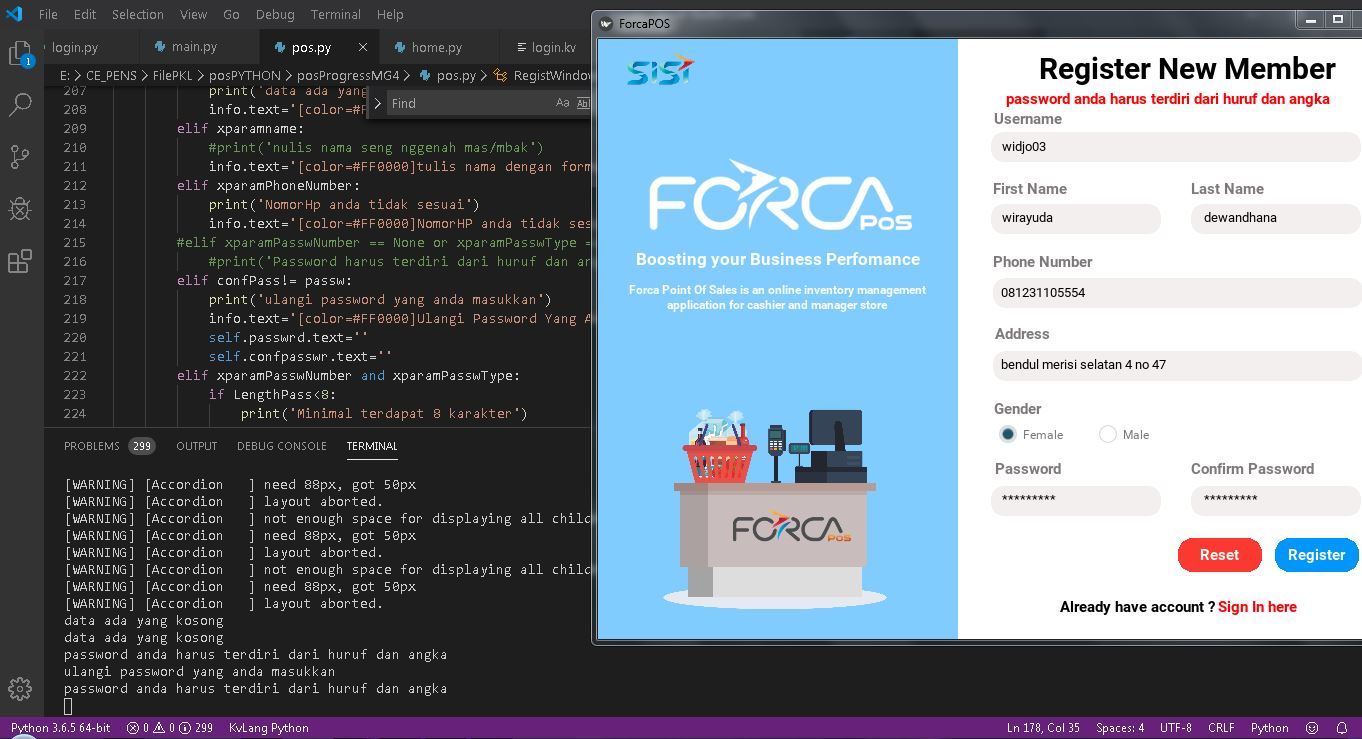 File Edit Selection View Go Debug Terminal Help
login.py main.py pos.py home.py login.kv
E: > CE_PENS > FilePKL > posPYTHON > posProgressMG4 > pos.py > RegistWindow
Find Aa Abl
1
207 print('data ada yang
208 info.text='[color=#F
209 elif xparamname:
210 #print('nulis nama seng nggenah mas/mbak')
211 info.text='[color=#FF0000]tulis nama dengan form
212 elif xparamPhoneNumber:
213 print('NomorHp anda tidak sesuai')
214 info.text='[color=#FF0000]NomorHP anda tidak ses
215 #elif xparamPasswNumber == None or xparamPasswType =
216 #print('Password harus terdiri dari huruf dan an
217 elif confPass!= passw:
218 print('ulangi password yang anda masukkan')
219 info.text='[color=#FF0000]Ulangi Password Yang A
220 self.passwrd.text=''
221 self.confpasswr.text=''
222 elif xparamPasswNumber and xparamPasswType:
223 if LengthPass<8:
224 print('Minimal terdapat 8 karakter')
PROBLEMS 299 OUTPUT DEBUG CONSOLE TERMINAL
[WARNING] [Accordion   ] need 88px, got 50px
[WARNING] [Accordion   ] layout aborted.
[WARNING] [Accordion   ] not enough space for displaying all child
[WARNING] [Accordion   ] need 88px, got 50px
[WARNING] [Accordion   ] layout aborted.
[WARNING] [Accordion   ] not enough space for displaying all child
[WARNING] [Accordion   ] need 88px, got 50px
[WARNING] [Accordion   ] layout aborted.
data ada yang kosong
data ada yang kosong
password anda harus terdiri dari huruf dan angka
ulangi password yang anda masukkan
password anda harus terdiri dari huruf dan angka
ForcaPOS
SISI
FORCA POS
Boosting your Business Perfomance
Forca Point Of Sales is an online inventory management
application for cashier and manager store
FORCA POS
Register New Member
password anda harus terdiri dari huruf dan angka
Username
widjo03
First Name Last Name
wirayuda dewandhana
Phone Number
081231105554
Address
bendul merisi selatan 4 no 47
Gender
Female Male
Password Confirm Password
********* *********
Reset Register
Already have account ? Sign In here
Python 3.6.5 64-bit 0 0 299 KvLang Python Ln 178, Col 35 Spaces: 4 UTF-8 CRLF Python